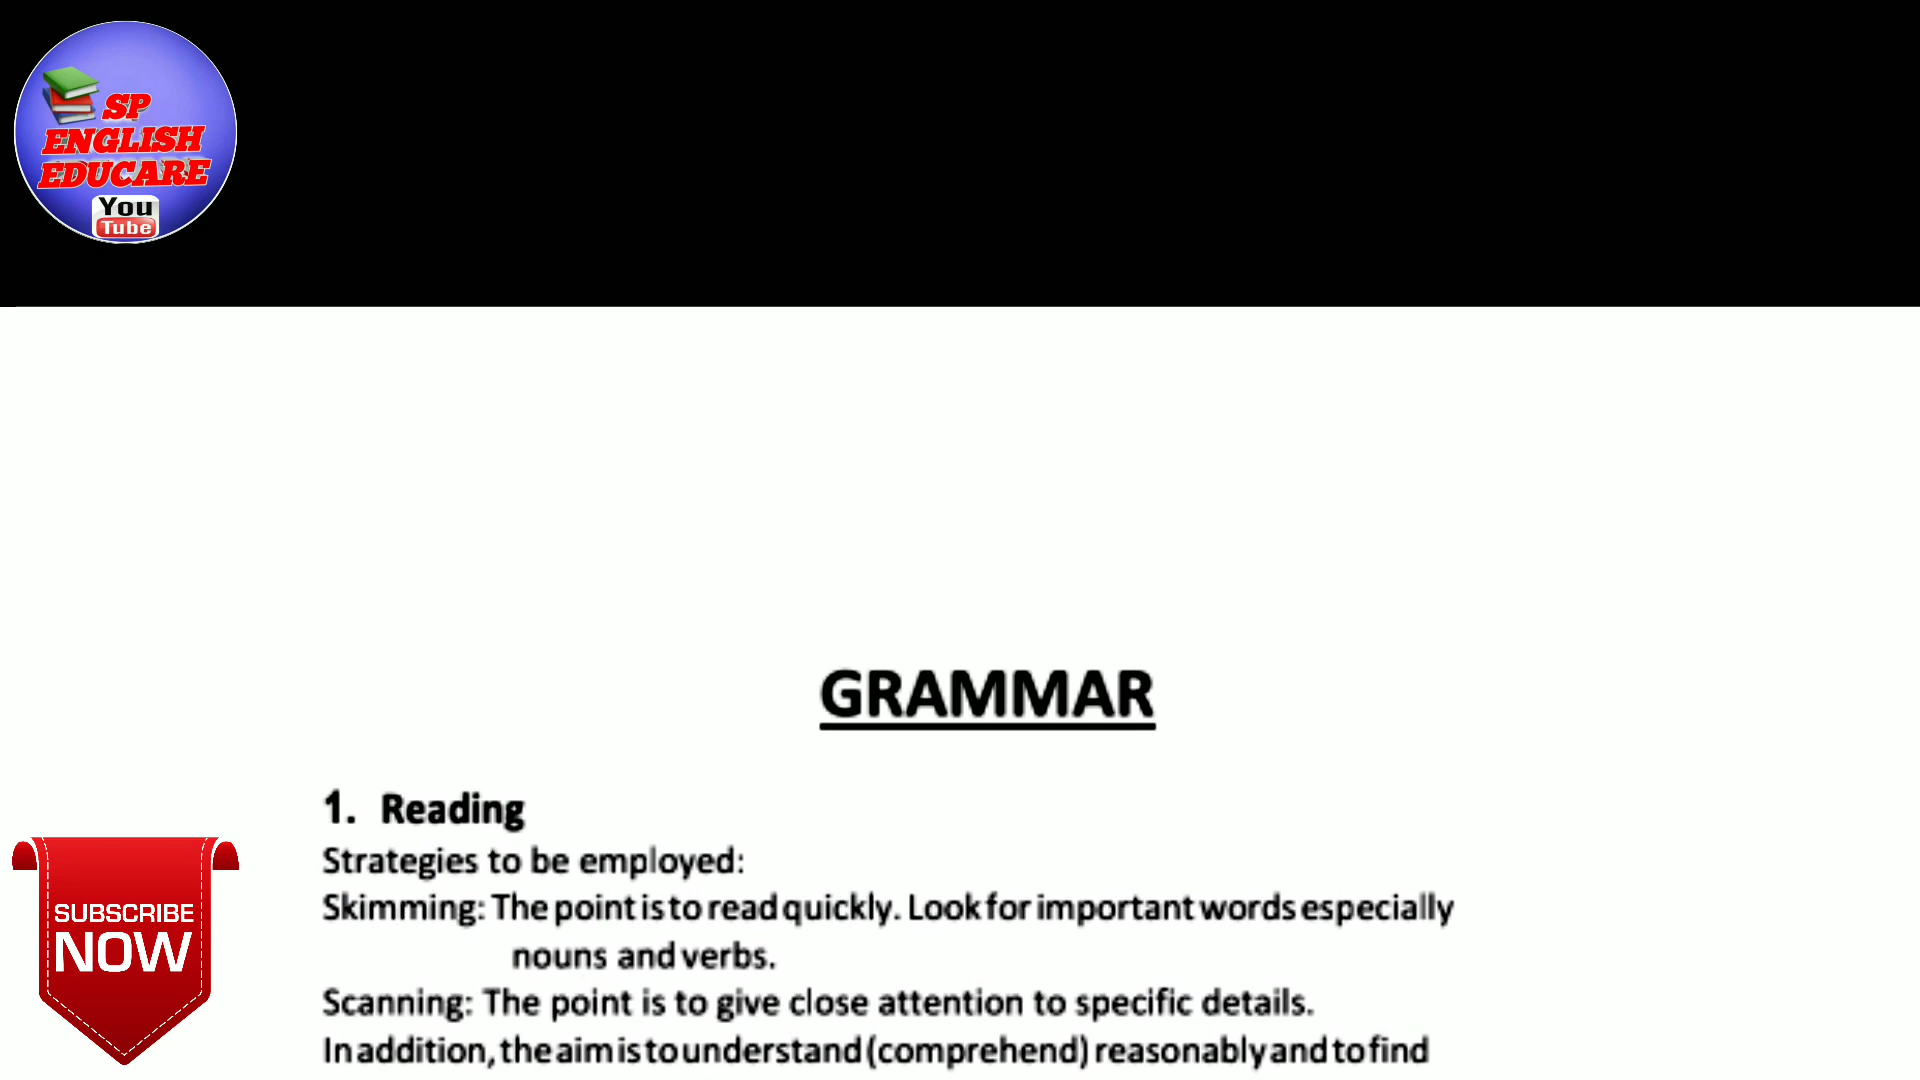 SP
ENGLISH
EDUCARE
You
Tube
GRAMMAR
1. Reading
Strategies to be employed:
Skimming: The point is to read quickly. Look for important words especially
nouns and verbs.
SUBSCRIBE
NOW
Scanning: The point is to give close attention to specific details.
In addition, the aim is to understand (comprehend) reasonably and to find